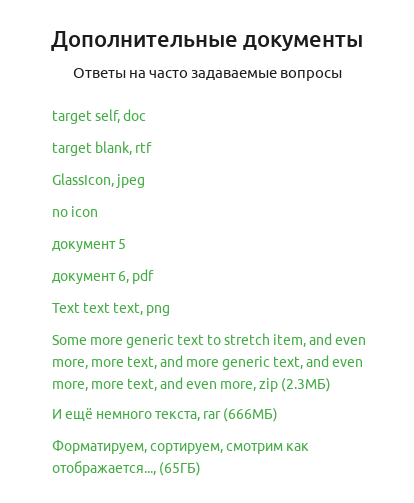 Дополнительные документы
Ответы на часто задаваемые вопросы
target self, doc
target blank, rtf
GlassIcon, jpeg
no icon
документ 5
документ 6, pdf
Text text text, png
Some more generic text to stretch item, and even
more, more text, and more generic text, and even
more, more text, and even more, zip (2.3МБ)
И ещё немного текста, rar (666МБ)
Форматируем, сортируем, смотрим как
отображается..., (65ГБ)